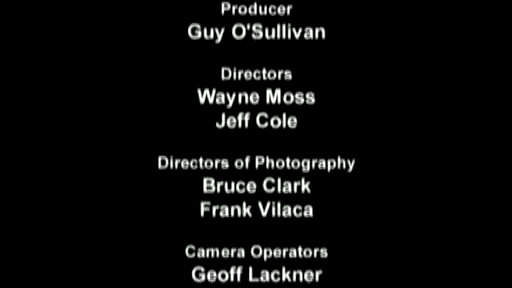 Producer
Guy O'Sullivan
Directors
Wayne Moss
Jeff Cole
Directors of Photography
Bruce Clark
Frank Vilaca
Camera Operators
Geoff Lackner